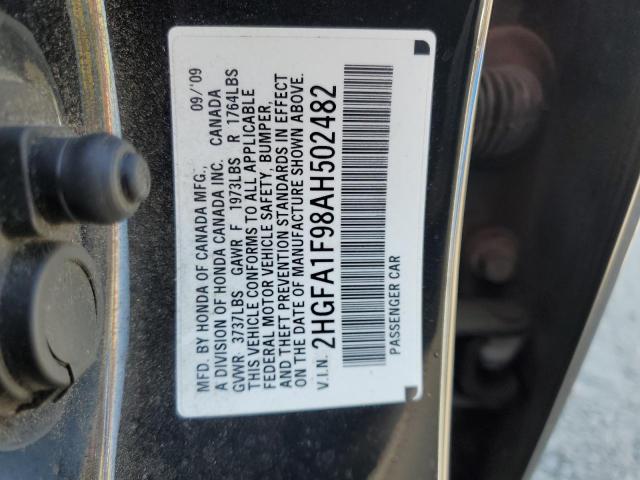 MFD. BY HONDA OF CANADA MFG., 09/'09
A DIVISION OF HONDA CANADA INC. CANADA
GVWR 3737LBS GAWR F 1973LBS R 1764LBS
THIS VEHICLE CONFORMS TO ALL APPLICABLE
FEDERAL MOTOR VEHICLE SAFETY, BUMPER,
AND THEFT PREVENTION STANDARDS IN EFFECT
ON THE DATE OF MANUFACTURE SHOWN ABOVE.
V.I.N. 2HGFA1F98AH502482
PASSENGER CAR